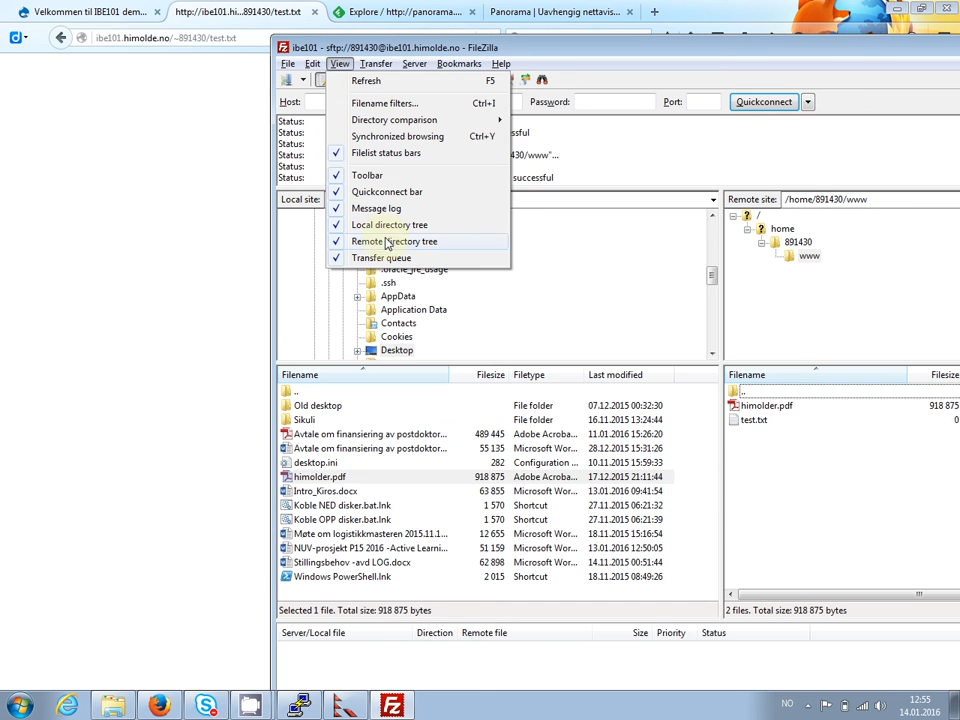 Velkommen til IBE101 dem... × http://ibe101.hi...891430/test.txt × Explore / http://panorama.... × Panorama | Uavhengig nettavis... × +
ibe101.himolde.no/~891430/test.txt
ibe101 - sftp://891430@ibe101.himolde.no - FileZilla
File Edit View Transfer Server Bookmarks Help
Refresh F5
Host: Password: Port: Quickconnect
Filename filters... Ctrl+I
Directory comparison
Synchronized browsing Ctrl+Y
Filelist status bars
Toolbar
Quickconnect bar
Message log
Local directory tree
Remote directory tree
Transfer queue
Status:
Status: ssful
Status:
Status: /www"...
Status:
Status: successful
Local site:
Remote site: /home/891430/www
/
home
891430
www
.oracle_jre_usage
.ssh
AppData
Application Data
Contacts
Cookies
Desktop
Filename Filesize Filetype Last modified
..
Old desktop File folder 07.12.2015 00:32:30
Sikuli File folder 16.11.2015 13:24:44
Avtale om finansiering av postdoktor... 489 445 Adobe Acroba... 11.01.2016 15:26:20
Avtale om finansiering av postdoktor... 55 135 Microsoft Wor... 28.12.2015 15:31:26
desktop.ini 282 Configuration ... 10.11.2015 15:59:33
himolder.pdf 918 875 Adobe Acroba... 17.12.2015 21:11:44
Intro_Kiros.docx 63 855 Microsoft Wor... 13.01.2016 09:41:54
Koble NED disker.bat.lnk 1 570 Shortcut 27.11.2015 06:21:32
Koble OPP disker.bat.lnk 1 570 Shortcut 27.11.2015 06:21:39
Møte om logistikkmasteren 2015.11.1... 12 655 Microsoft Wor... 18.11.2015 15:16:54
NUV-prosjekt P15 2016 -Active Learni... 51 159 Microsoft Wor... 13.01.2016 12:50:05
Stillingsbehov -avd LOG.docx 62 898 Microsoft Wor... 14.11.2015 00:51:44
Windows PowerShell.lnk 2 015 Shortcut 18.11.2015 08:49:26
Selected 1 file. Total size: 918 875 bytes
Filename Filesize
..
himolder.pdf 918 875
test.txt 0
2 files. Total size: 918 875 bytes
Server/Local file Direction Remote file Size Priority Status
NO
12:55
14.01.2016